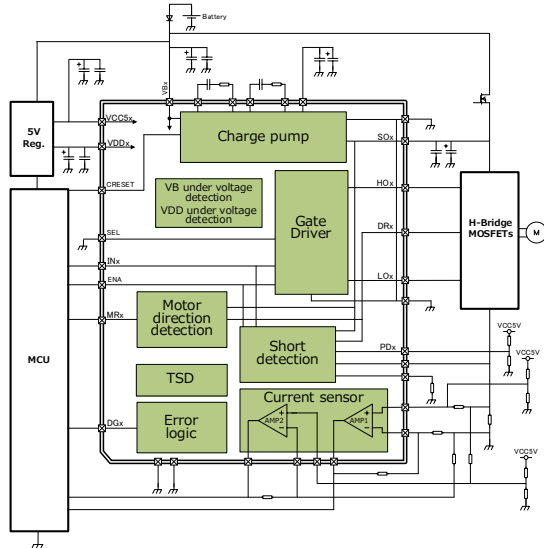 Battery
VBx
5V
Reg.
VCC5x
VDDx
Charge pump
SOx
CRESET
VB under voltage
detection
VDD under voltage
detection
HOx
SEL
Gate
Driver
DRx
H-Bridge
MOSFETs
M
INx
ENA
LOx
MRx
Motor
direction
detection
Short
detection
PDx
VCC5V
VCC5V
MCU
TSD
Current sensor
AMP2
AMP1
DGx
Error
logic
VCC5V